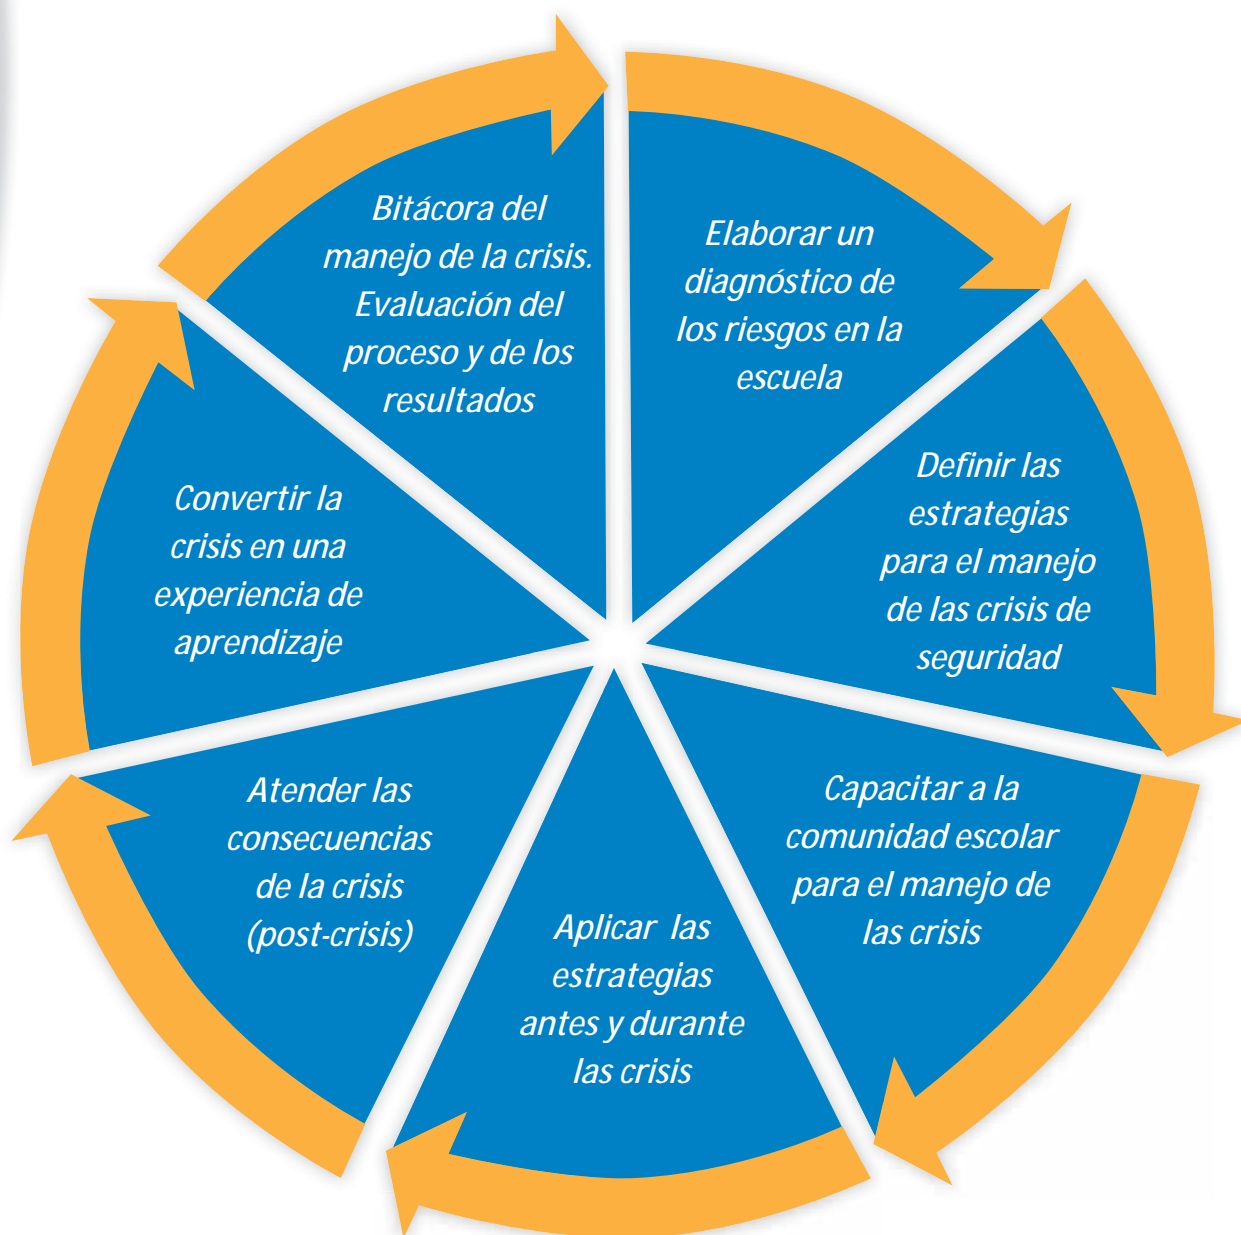 Elaborar un
diagnóstico de
los riesgos en la
escuela
Definir las
estrategias
para el manejo
de las crisis de
seguridad
Capacitar a la
comunidad escolar
para el manejo de
las crisis
Aplicar las
estrategias
antes y durante
las crisis
Atender las
consecuencias
de la crisis
(post-crisis)
Convertir la
crisis en una
experiencia de
aprendizaje
Bitácora del
manejo de la crisis.
Evaluación del
proceso y de los
resultados